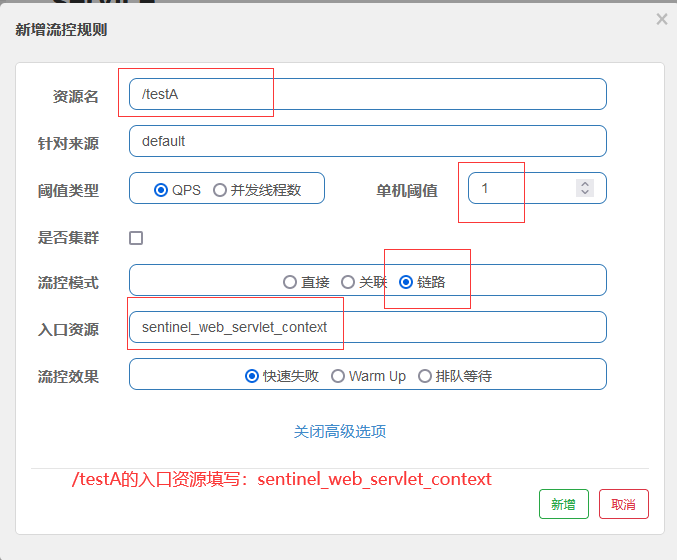 新增流控规则
×
资源名 /testA
针对来源 default
阈值类型 QPS 并发线程数 单机阈值 1
是否集群
流控模式 直接 关联 链路
入口资源 sentinel_web_servlet_context
流控效果 快速失败 Warm Up 排队等待
关闭高级选项
/testA的入口资源填写：sentinel_web_servlet_context
新增 取消